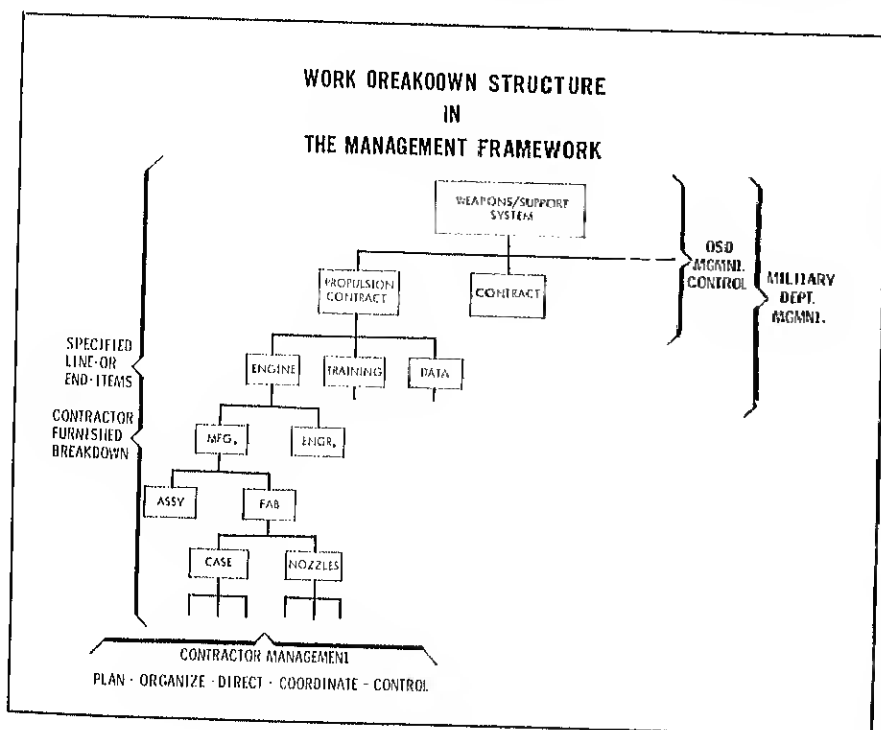 WORK OREAKOOWN STRUCTURE
IN
THE MANAGEMENT FRAMEWORK
WEAPONS/SUPPORT
SYSTEM
OSD
MGMNI.
CONTROL
MILITARY
DEPT.
MGMNI.
PROPULSION
CONTRACT
CONTRACT
SPECIFIED
LINE-OR
END-ITEMS
ENGINE
TRAINING
DATA
CONTRACTOR
FURNISHED
BREAKDOWN
MFG.
ENGR.
ASSY
FAB
CASE
NOZZLES
CONTRACTOR MANAGEMENT
PLAN - ORGANIZE - DIRECT - COORDINATE - CONTROL